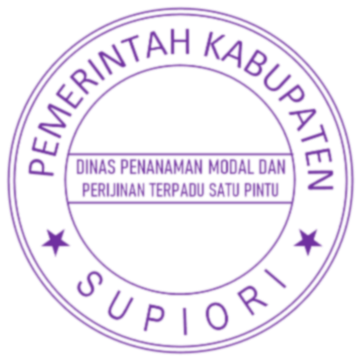 PEMERINTAH KABUPATEN
DINAS PENANAMAN MODAL DAN
PERIJINAN TERPADU SATU PINTU
SUPIORI